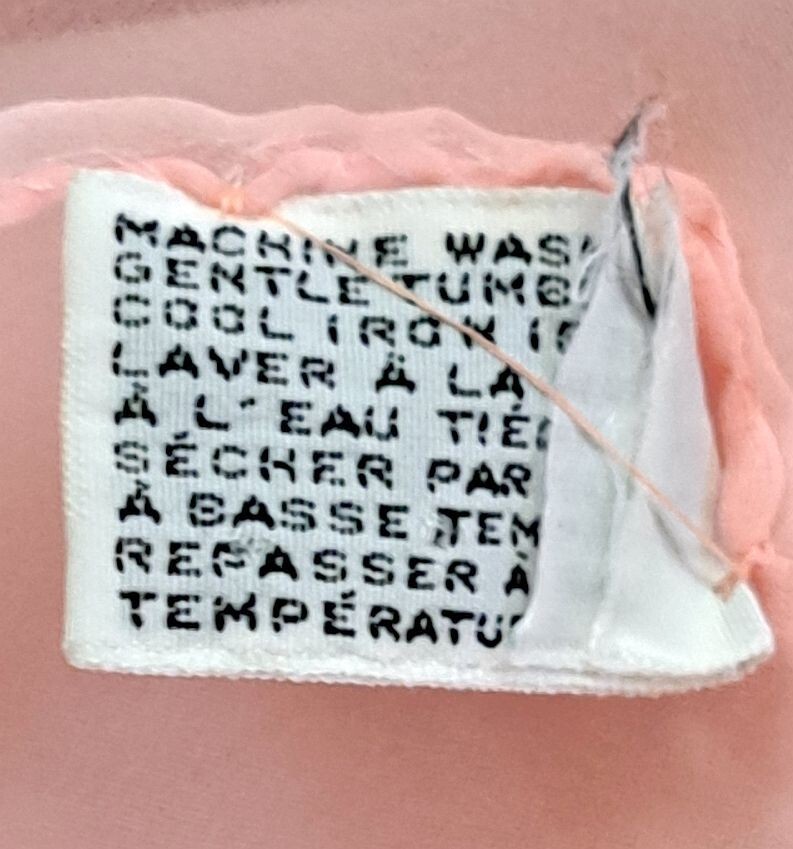 MACHINE WAS
GENTLE TUMB
COOL IRON
LAVER À LA
À L'EAU TIÈ
SÉCHER PAR
À BASSE TEM
REPASSER À
TEMPÉRATU